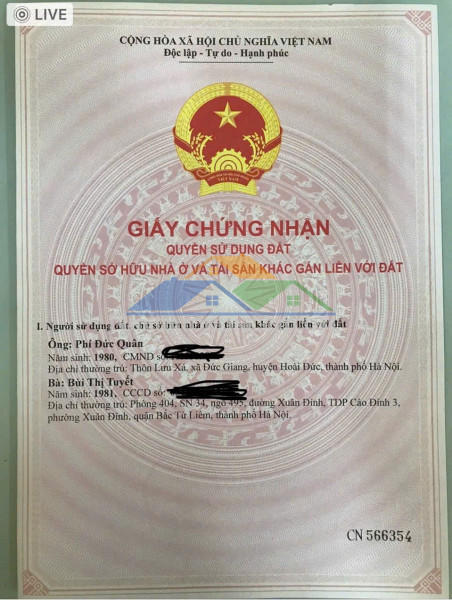 LIVE
CỘNG HÒA XÃ HỘI CHỦ NGHĨA VIỆT NAM
Độc lập - Tự do - Hạnh phúc
VIỆT NAM
GIẤY CHỨNG NHẬN
QUYỀN SỬ DỤNG ĐẤT
QUYỀN SỞ HỮU NHÀ Ở VÀ TÀI SẢN KHÁC GẮN LIỀN VỚI ĐẤT
I. Người sử dụng đất, chủ sở hữu nhà ở và tài sản khác gắn liền với đất
Ông: Phí Đức Quân
Năm sinh: 1980, CMND số:
Địa chỉ thường trú: Thôn Lưu Xá, xã Đức Giang, huyện Hoài Đức, thành phố Hà Nội.
Bà: Bùi Thị Tuyết
Năm sinh: 1981, CCCD số:
Địa chỉ thường trú: Phòng 404, SN 34, ngõ 495, đường Xuân Đỉnh, TDP Cáo Đỉnh 3,
phường Xuân Đỉnh, quận Bắc Từ Liêm, thành phố Hà Nội.
CN 566354